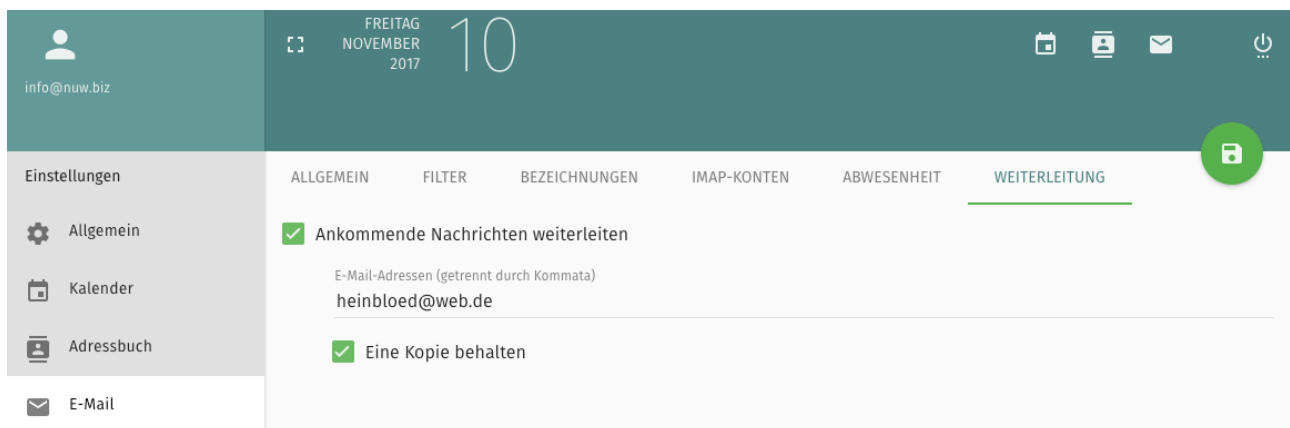 info@nuw.biz
FREITAG
NOVEMBER
2017
10
Einstellungen
Allgemein
Kalender
Adressbuch
E-Mail
ALLGEMEIN FILTER BEZEICHNUNGEN IMAP-KONTEN ABWESENHEIT WEITERLEITUNG
Ankommende Nachrichten weiterleiten
E-Mail-Adressen (getrennt durch Kommata)
heinbloed@web.de
Eine Kopie behalten